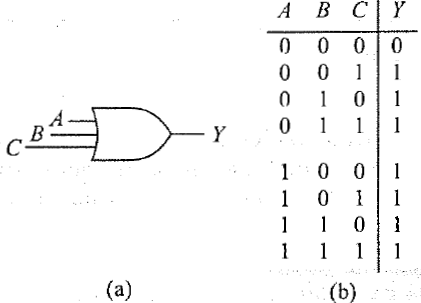 A
B
C
Y
(a)
A B C Y
0 0 0 0
0 0 1 1
0 1 0 1
0 1 1 1
1 0 0 1
1 0 1 1
1 1 0 1
1 1 1 1
(b)